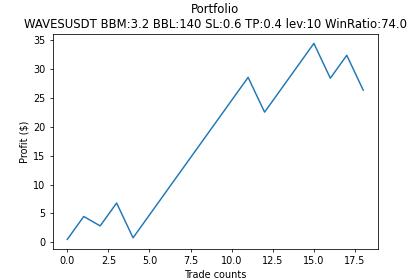 Portfolio
WAVESUSDT BBM:3.2 BBL:140 SL:0.6 TP:0.4 lev:10 WinRatio:74.0
35
30
25
20
15
10
5
0
Profit ($)
0.0 2.5 5.0 7.5 10.0 12.5 15.0 17.5
Trade counts